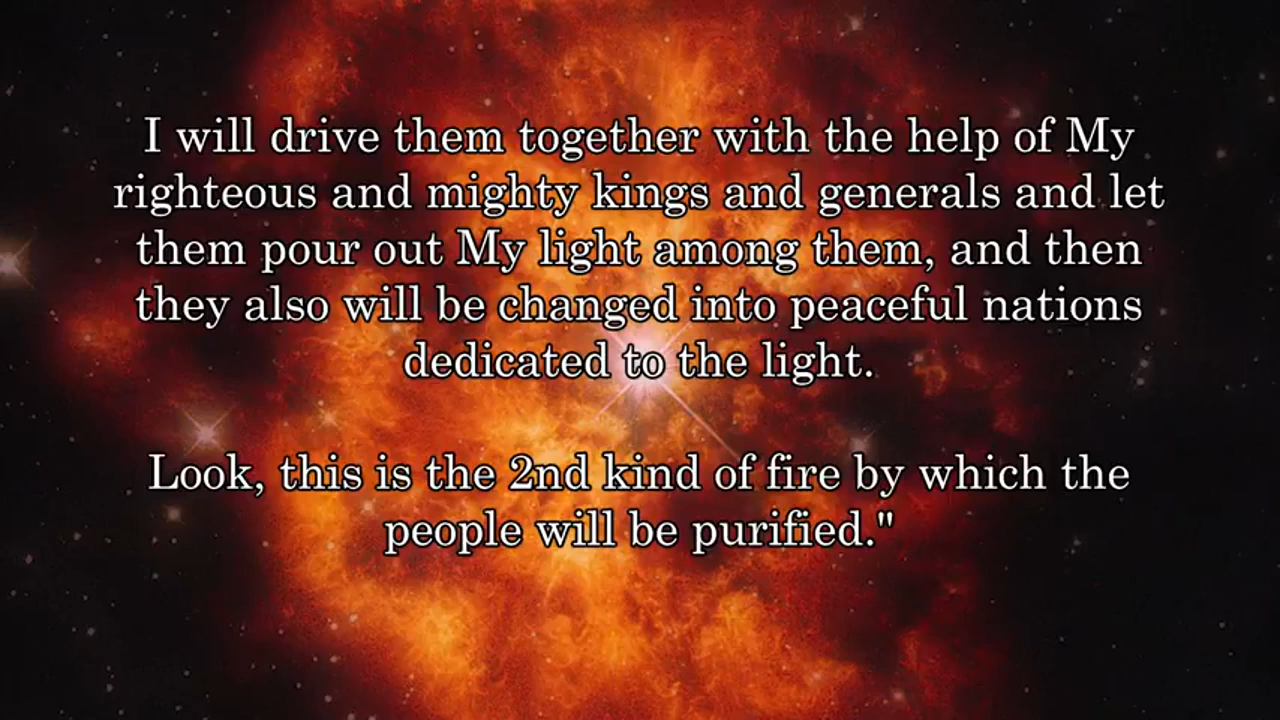 I will drive them together with the help of My
righteous and mighty kings and generals and let
them pour out My light among them, and then
they also will be changed into peaceful nations
dedicated to the light.
Look, this is the 2nd kind of fire by which the
people will be purified."